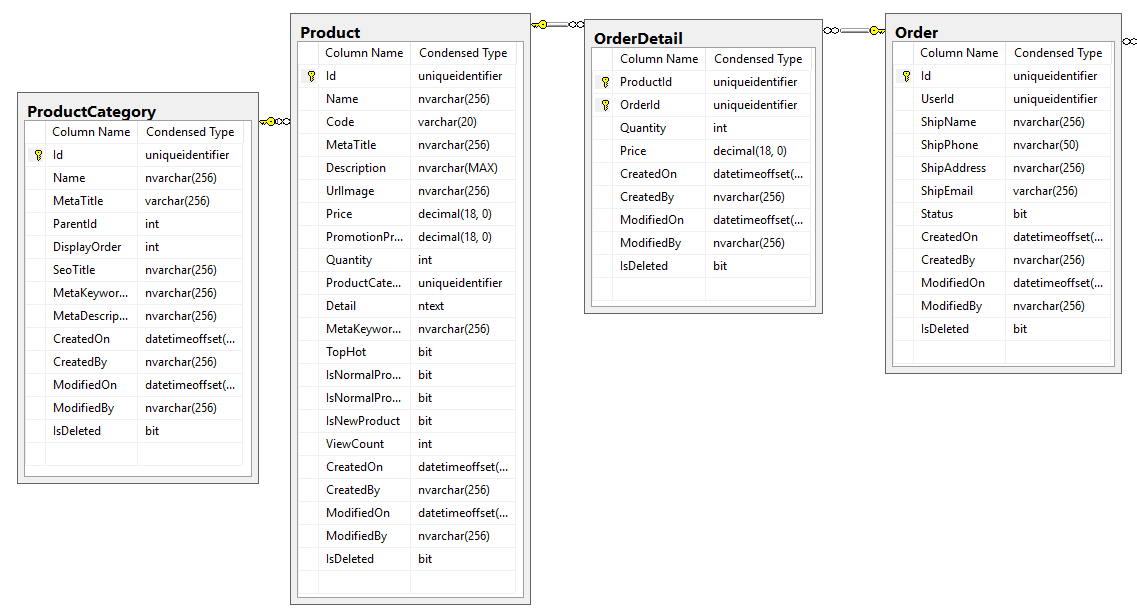 ProductCategory
Column Name Condensed Type
Id uniqueidentifier
Name nvarchar(256)
MetaTitle varchar(256)
ParentId int
DisplayOrder int
SeoTitle nvarchar(256)
MetaKeywor... nvarchar(256)
MetaDescrip... nvarchar(256)
CreatedOn datetimeoffset(...
CreatedBy nvarchar(256)
ModifiedOn datetimeoffset(...
ModifiedBy nvarchar(256)
IsDeleted bit
Product
Column Name Condensed Type
Id uniqueidentifier
Name nvarchar(256)
Code varchar(20)
MetaTitle nvarchar(256)
Description nvarchar(MAX)
UrlImage nvarchar(256)
Price decimal(18, 0)
PromotionPr... decimal(18, 0)
Quantity int
ProductCate... uniqueidentifier
Detail ntext
MetaKeywor... nvarchar(256)
TopHot bit
IsNormalPro... bit
IsNormalPro... bit
IsNewProduct bit
ViewCount int
CreatedOn datetimeoffset(...
CreatedBy nvarchar(256)
ModifiedOn datetimeoffset(...
ModifiedBy nvarchar(256)
IsDeleted bit
OrderDetail
Column Name Condensed Type
ProductId uniqueidentifier
OrderId uniqueidentifier
Quantity int
Price decimal(18, 0)
CreatedOn datetimeoffset(...
CreatedBy nvarchar(256)
ModifiedOn datetimeoffset(...
ModifiedBy nvarchar(256)
IsDeleted bit
Order
Column Name Condensed Type
Id uniqueidentifier
UserId uniqueidentifier
ShipName nvarchar(256)
ShipPhone nvarchar(50)
ShipAddress nvarchar(256)
ShipEmail varchar(256)
Status bit
CreatedOn datetimeoffset(...
CreatedBy nvarchar(256)
ModifiedOn datetimeoffset(...
ModifiedBy nvarchar(256)
IsDeleted bit